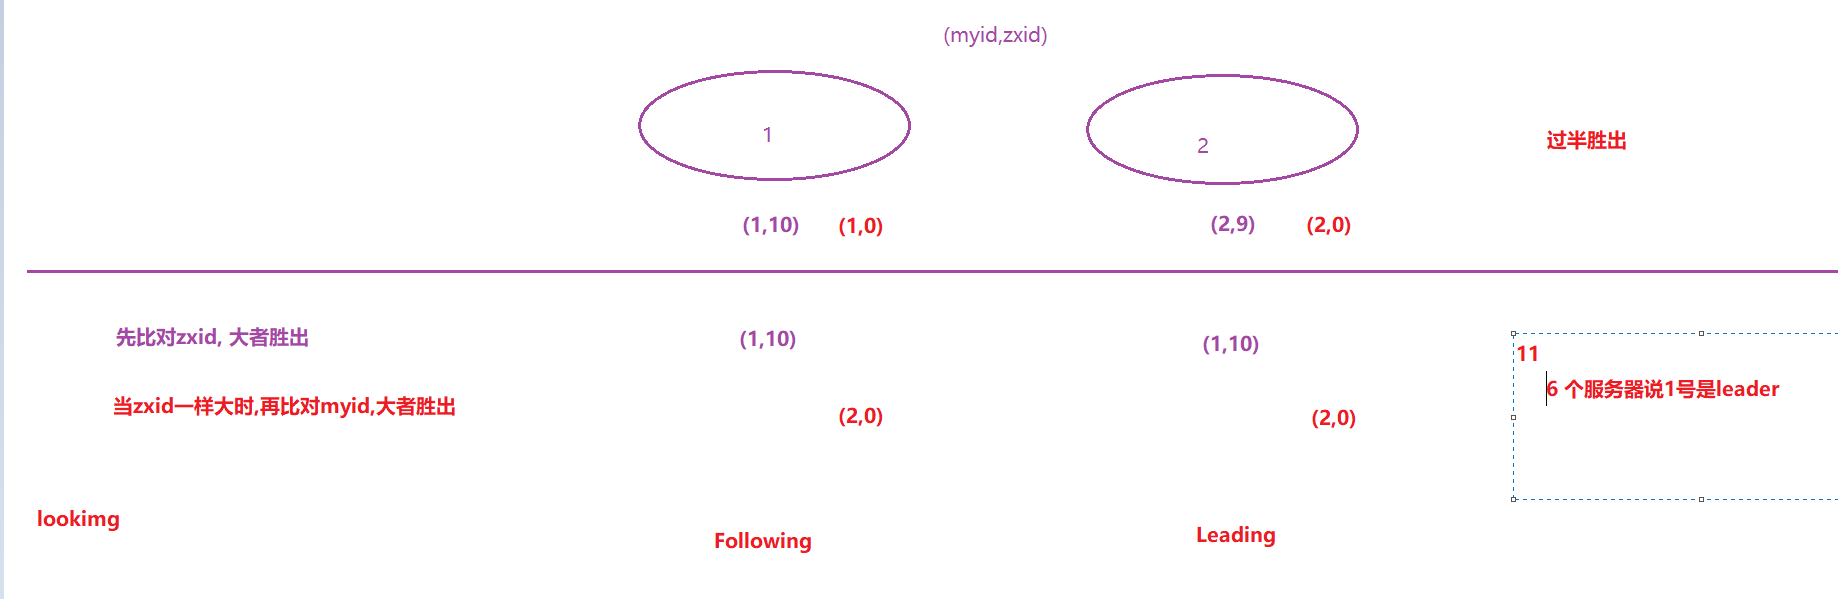 (myid,zxid)
1
2
过半胜出
(1,10) (1,0)
(2,9) (2,0)
先比对zxid, 大者胜出
(1,10)
(1,10)
11
6 个服务器说1号是leader
当zxid一样大时,再比对myid,大者胜出
(2,0)
(2,0)
lookimg
Following
Leading